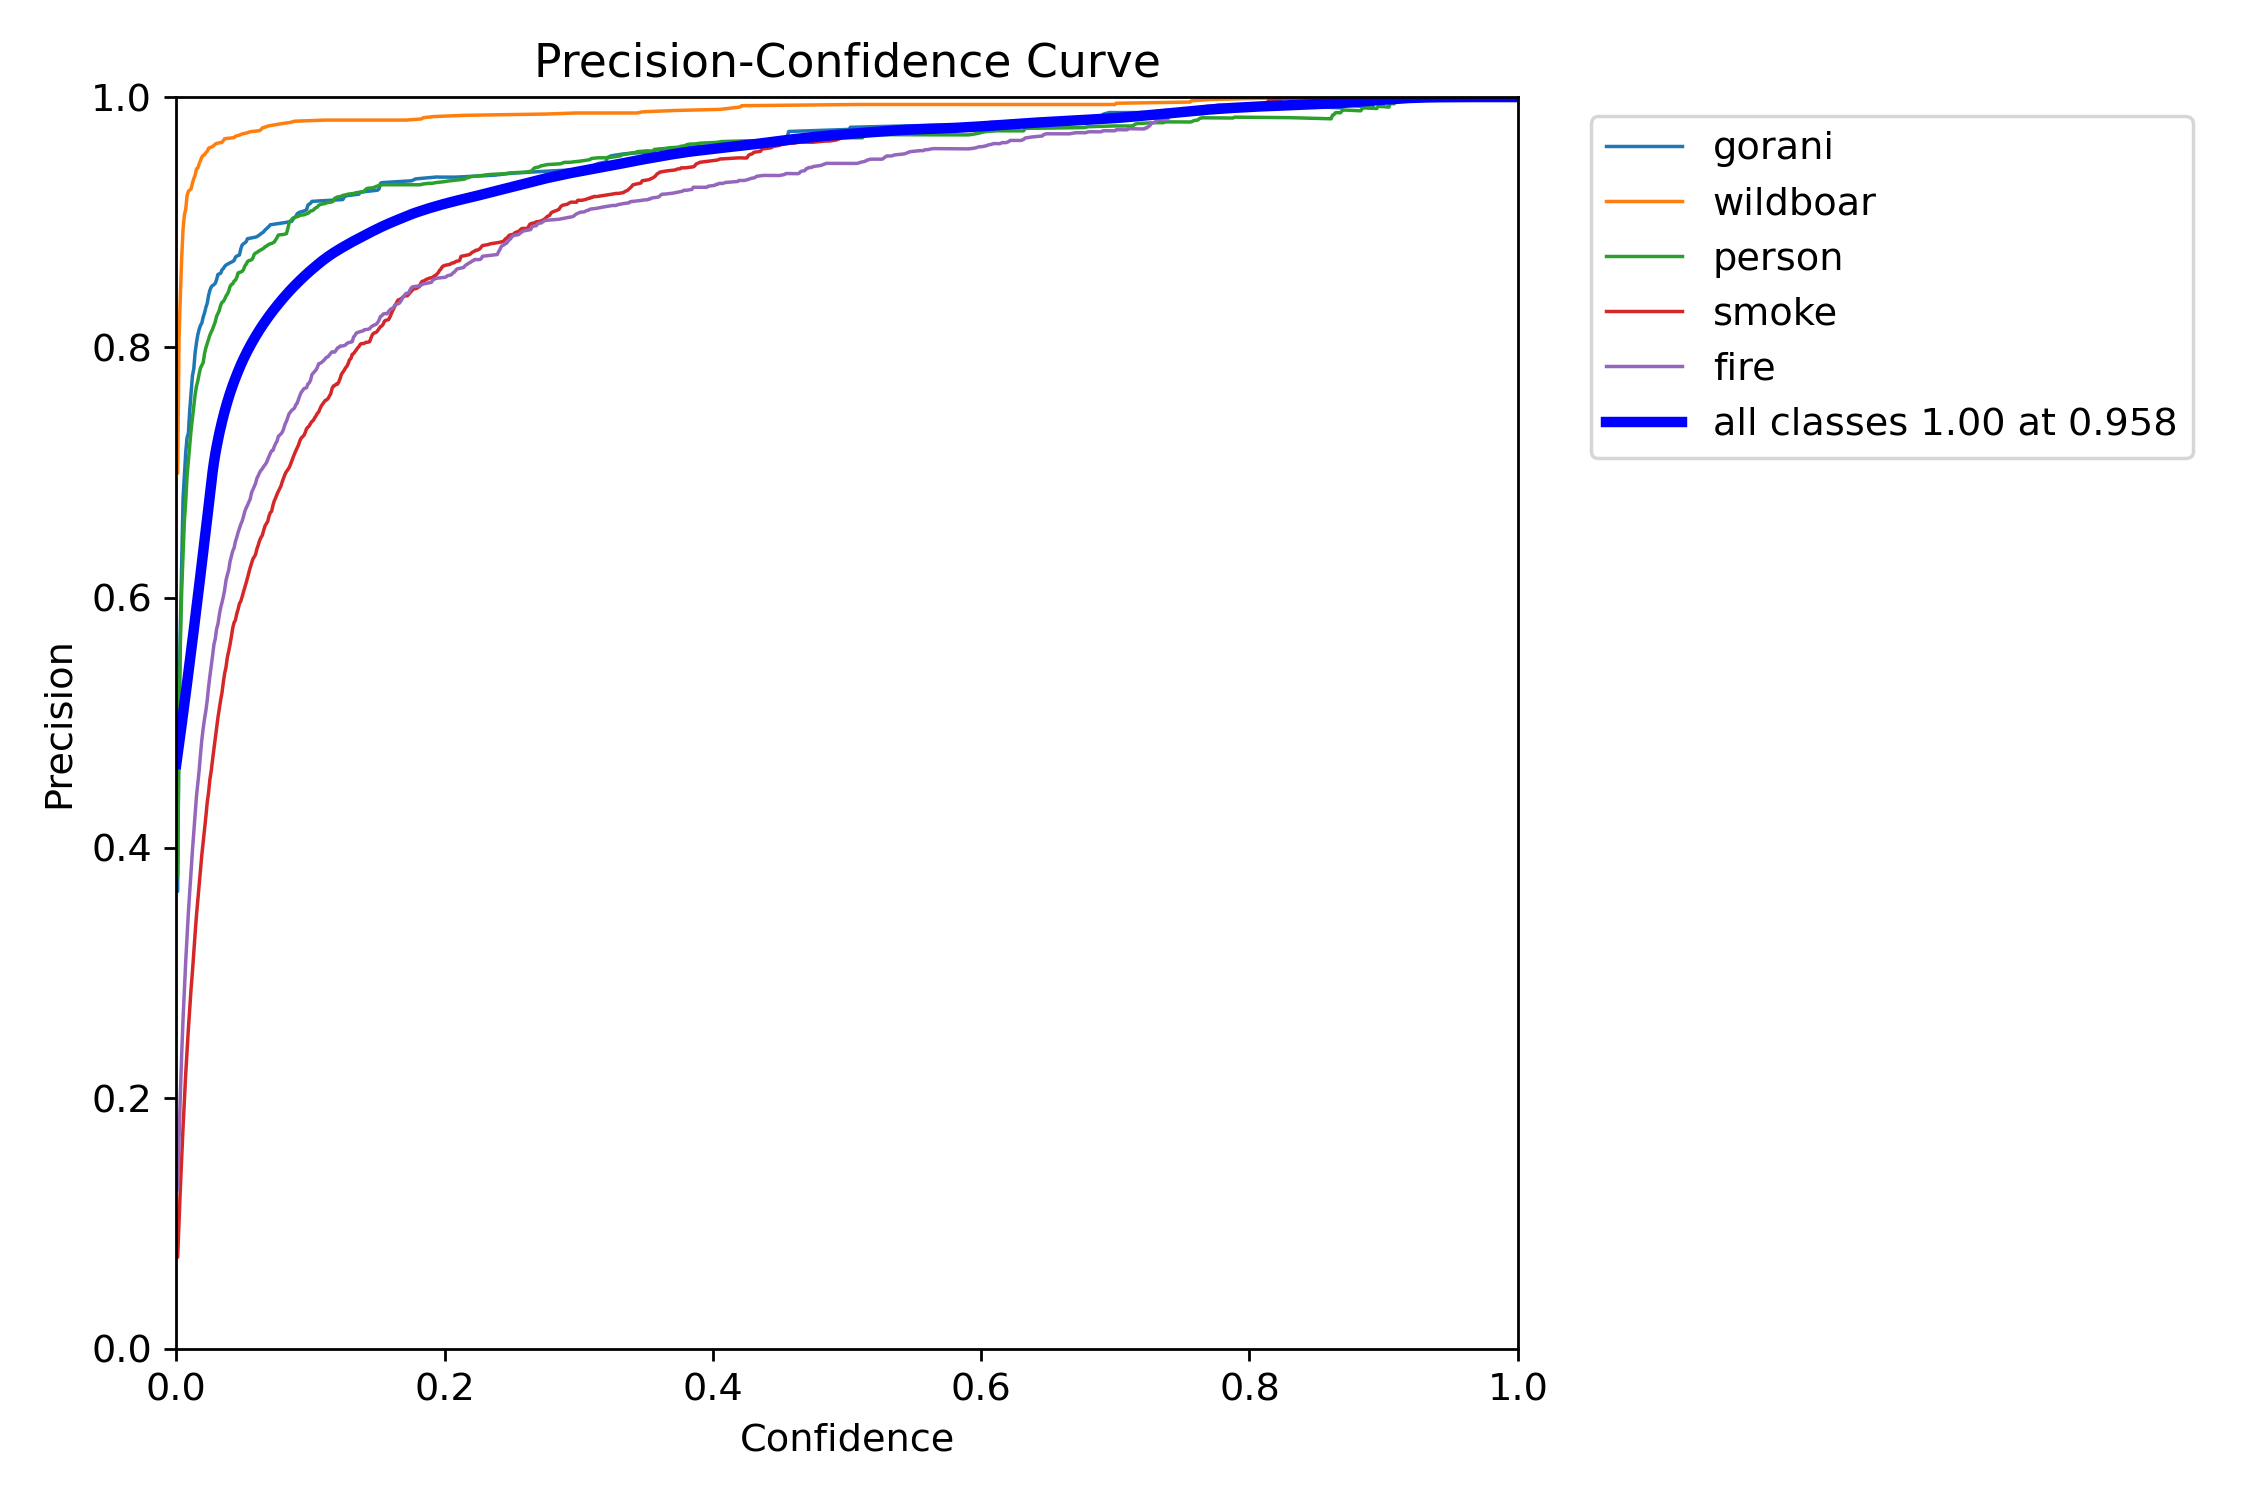 Precision-Confidence Curve
1.0
0.8
0.6
0.4
0.2
0.0
Precision
0.0 0.2 0.4 0.6 0.8 1.0
Confidence
gorani
wildboar
person
smoke
fire
all classes 1.00 at 0.958